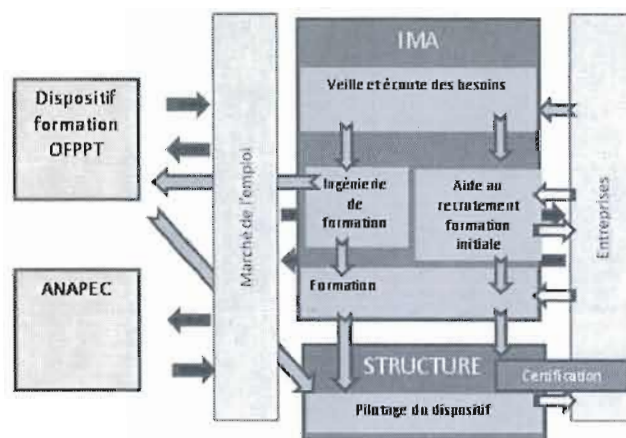 IMA
Veille et écoute des besoins
Dispositif
formation
OFPPT
Marché de l'emploi
Ingénierie
de
formation
Aide au
recrutement
formation
initiale
Entreprises
ANAPEC
Formation
STRUCTURE
Certification
Pilotage du dispositif